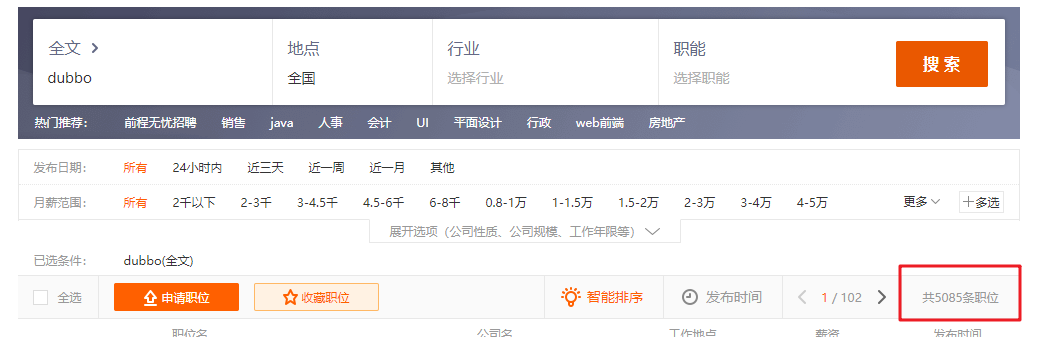 全文 > 地点 行业 职能
dubbo 全国 选择行业 选择职能 搜索
热门推荐： 前程无忧招聘 销售 java 人事 会计 UI 平面设计 行政 web前端 房地产
发布日期： 所有 24小时内 近三天 近一周 近一月 其他
月薪范围： 所有 2千以下 2-3千 3-4.5千 4.5-6千 6-8千 0.8-1万 1-1.5万 1.5-2万 2-3万 3-4万 4-5万 更多 +多选
展开选项（公司性质、公司规模、工作年限等）
已选条件： dubbo(全文)
全选 申请职位 收藏职位 智能排序 发布时间 < 1 / 102 > 共5085条职位
职位名 公司名 工作地点 薪资 发布时间